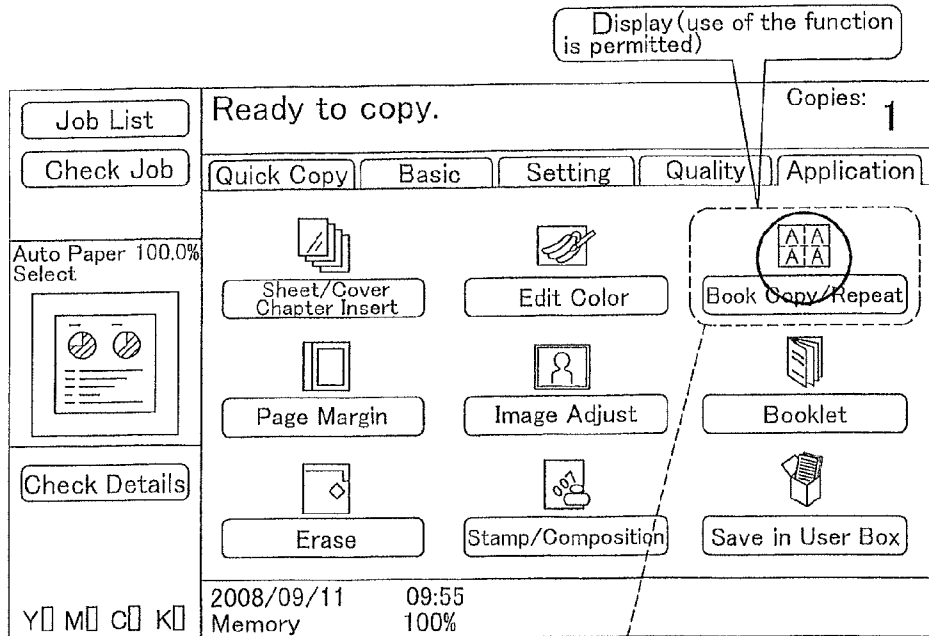 Display(use of the function
is permitted)
Job List
Check Job
Ready to copy.
Copies: 1
Quick Copy
Basic
Setting
Quality
Application
Auto Paper 100.0%
Select
Sheet/Cover
Chapter Insert
Edit Color
A A
A A
Book Copy/Repeat
Page Margin
Image Adjust
Booklet
Check Details
007
Erase
Stamp/Composition
Save in User Box
Y M C K
2008/09/11 09:55
Memory 100%